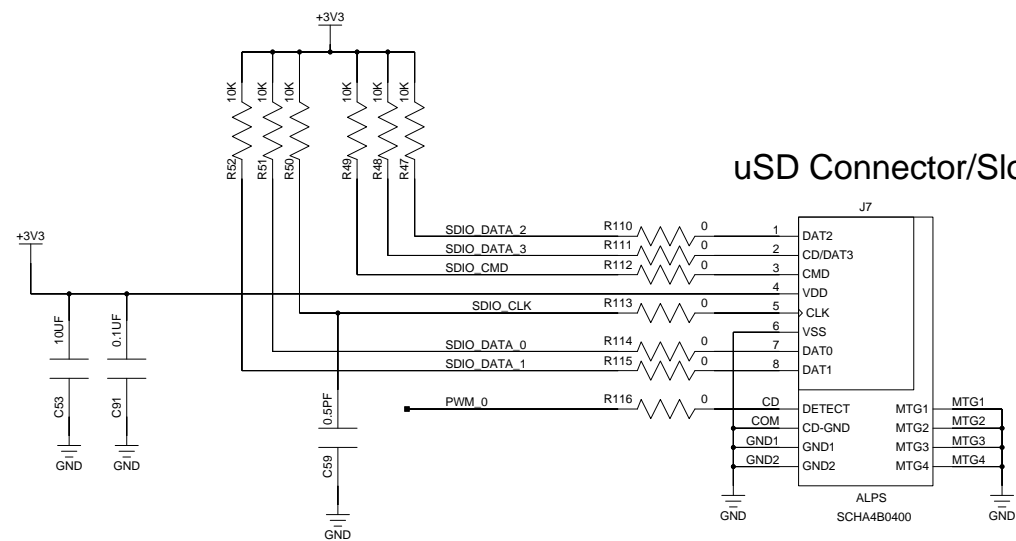 +3V3
10K 10K 10K 10K 10K 10K
R52 R51 R50 R49 R48 R47
uSD Connector/Slo
J7
+3V3
SDIO_DATA_2 R110 0 1 DAT2
SDIO_DATA_3 R111 0 2 CD/DAT3
SDIO_CMD R112 0 3 CMD
4 VDD
SDIO_CLK R113 0 5 CLK
6 VSS
SDIO_DATA_0 R114 0 7 DAT0
SDIO_DATA_1 R115 0 8 DAT1
10UF 0.1UF
C53 C91
GND GND
PWM_0 R116 0 CD DETECT MTG1 MTG1
COM CD-GND MTG2 MTG2
GND1 GND1 MTG3 MTG3
GND2 GND2 MTG4 MTG4
0.5PF
C59
GND
GND
ALPS
SCHA4B0400
GND